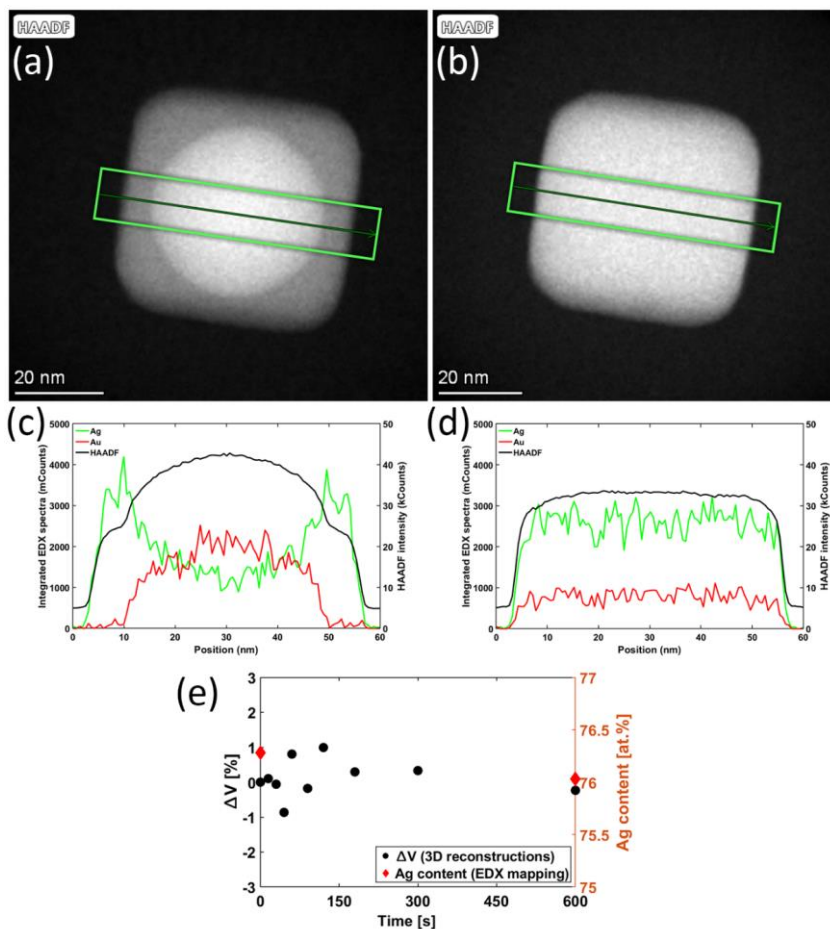 HAADF
(a)
20 nm
HAADF
(b)
20 nm
(c)
Ag
Au
HAADF
Integrated EDX spectra (mCounts)
5000
4000
3000
2000
1000
0
HAADF intensity (kCounts)
50
40
30
20
10
0
0 10 20 30 40 50 60
Position (nm)
(d)
Ag
Au
HAADF
Integrated EDX spectra (mCounts)
5000
4000
3000
2000
1000
0
HAADF intensity (kCounts)
50
40
30
20
10
0
0 10 20 30 40 50 60
Position (nm)
(e)
ΔV [%]
3
2
1
0
-1
-2
-3
Ag content [at.%]
77
76.5
76
75.5
75
ΔV (3D reconstructions)
Ag content (EDX mapping)
0 150 300 450 600
Time [s]